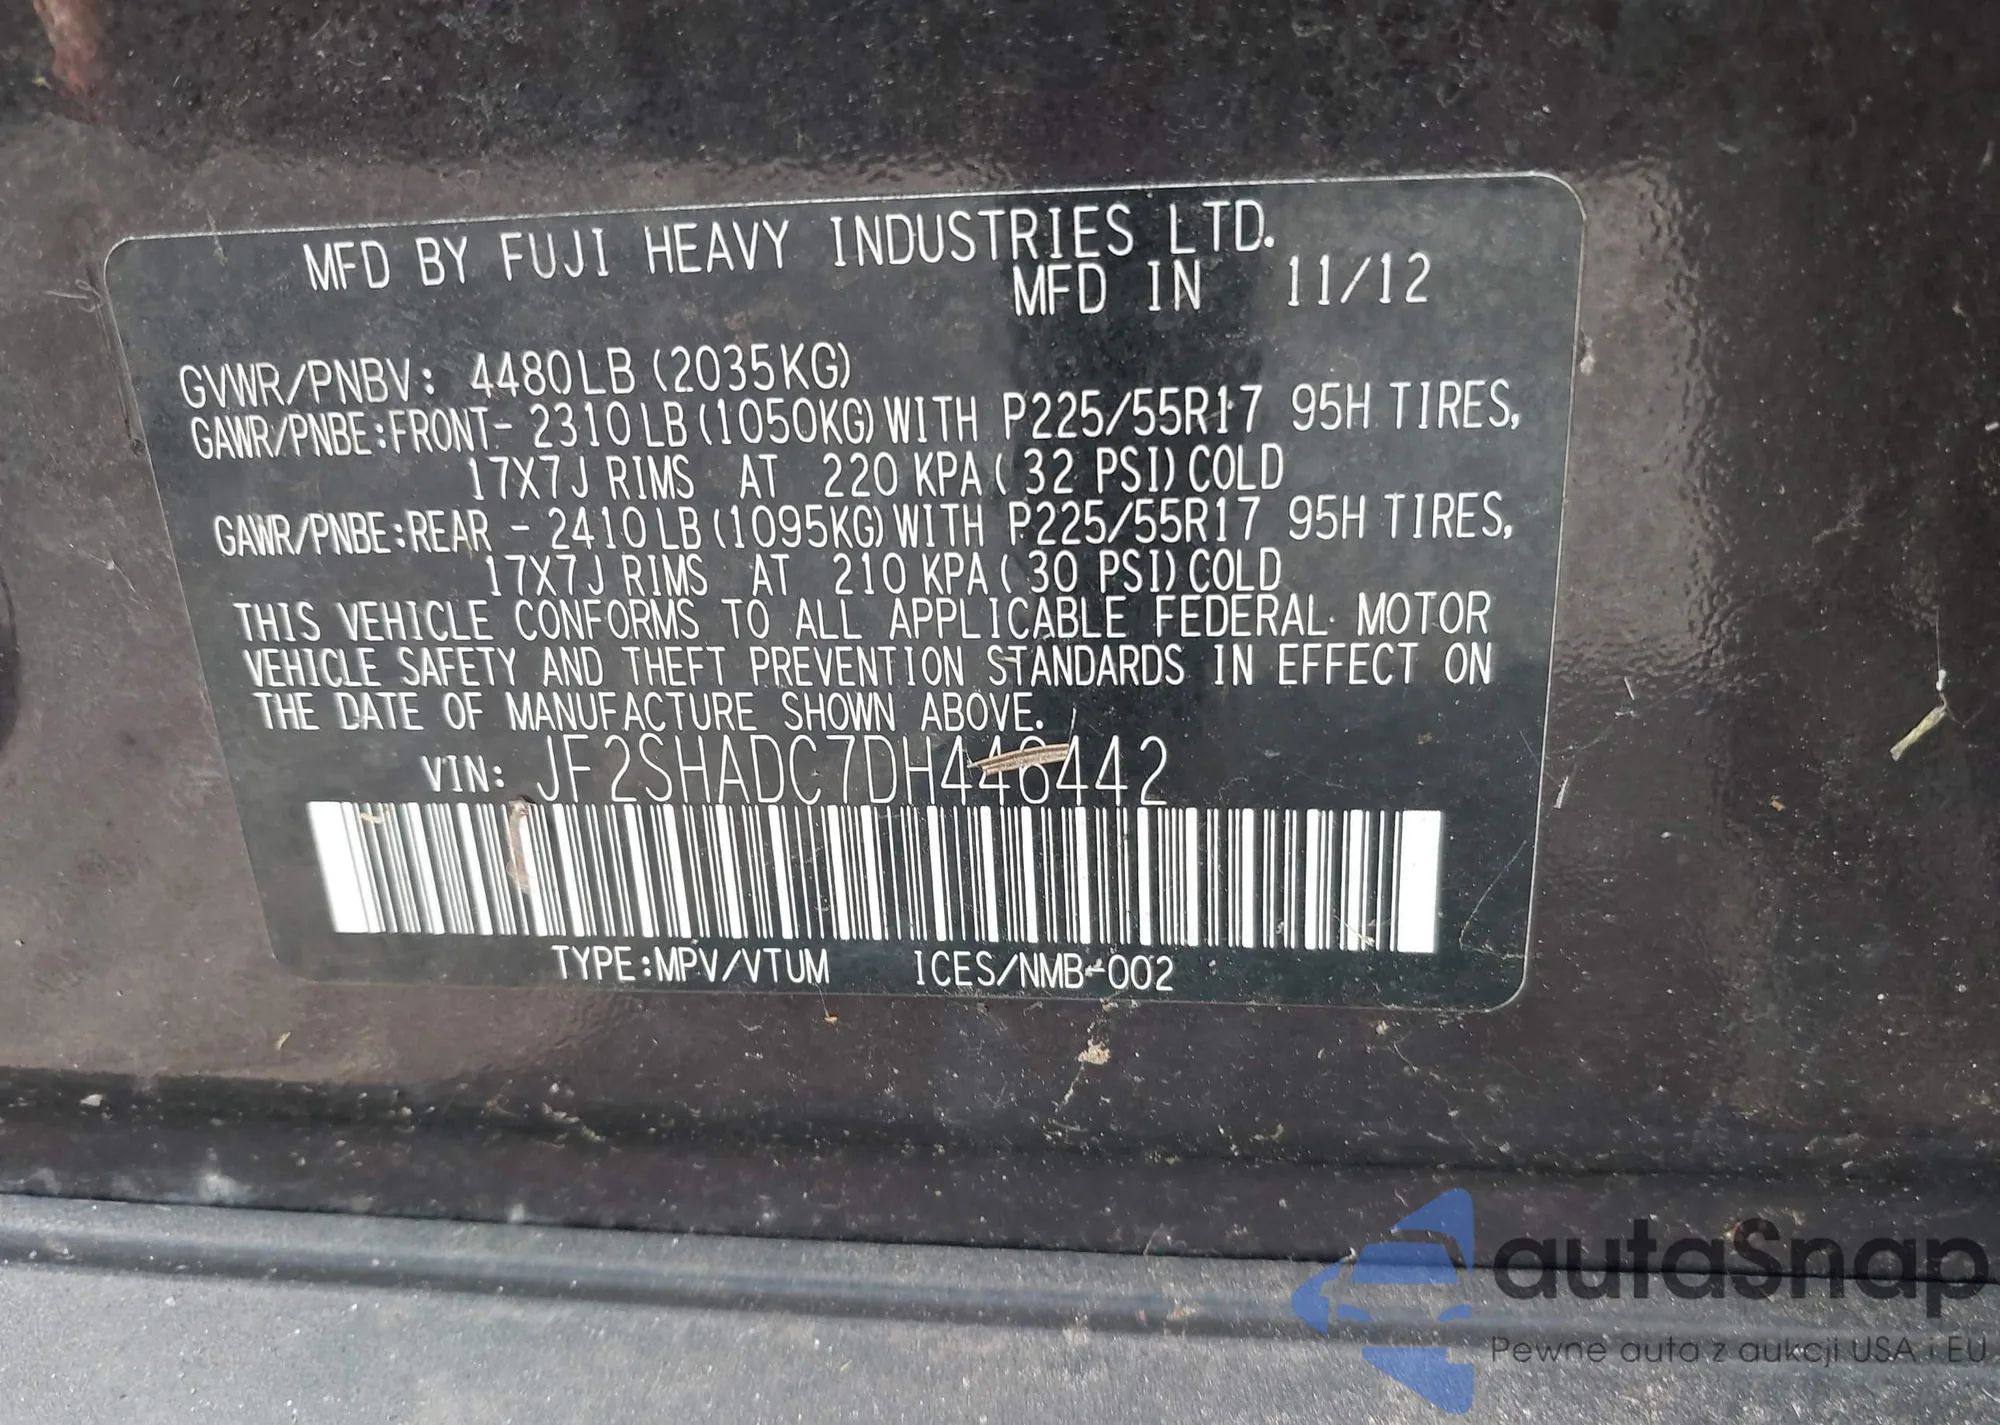 MFD BY FUJI HEAVY INDUSTRIES LTD.
MFD IN 11/12
GVWR/PNBV: 4480LB (2035KG)
GAWR/PNBE:FRONT- 2310LB (1050KG) WITH P225/55R17 95H TIRES,
17X7J RIMS AT 220 KPA ( 32 PSI) COLD
GAWR/PNBE:REAR - 2410LB (1095KG) WITH P225/55R17 95H TIRES,
17X7J RIMS AT 210 KPA ( 30 PSI) COLD
THIS VEHICLE CONFORMS TO ALL APPLICABLE FEDERAL MOTOR
VEHICLE SAFETY AND THEFT PREVENTION STANDARDS IN EFFECT ON
THE DATE OF MANUFACTURE SHOWN ABOVE.
VIN: JF2SHADC7DH446442
TYPE:MPV/VTUM ICES/NMB-002
autaSnap
Pewne auta z aukcji USA i EU